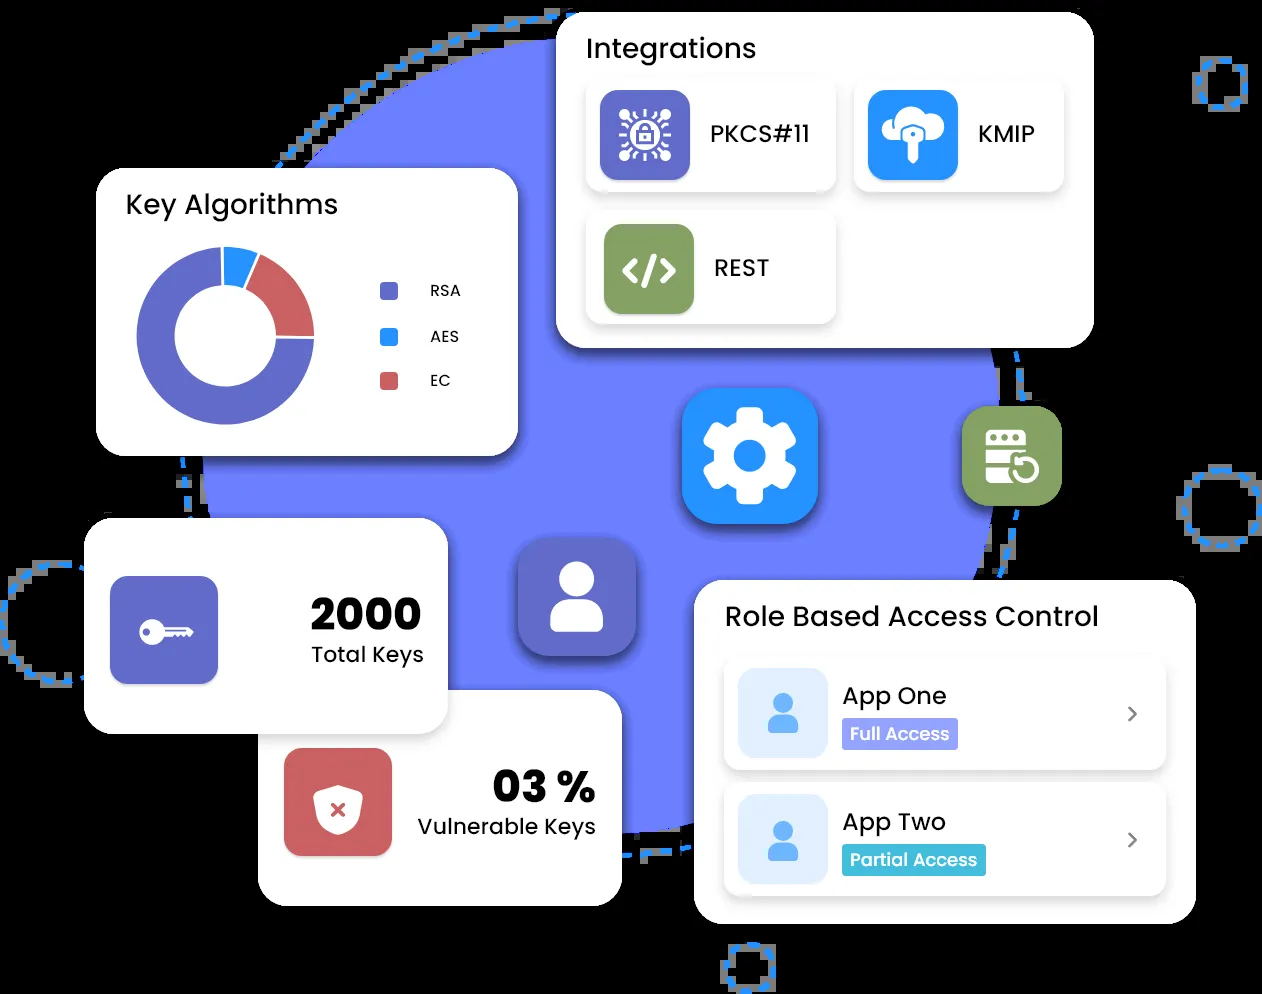 Integrations
PKCS#11
KMIP
REST
Key Algorithms
RSA
AES
EC
2000
Total Keys
03 %
Vulnerable Keys
Role Based Access Control
App One
Full Access
App Two
Partial Access